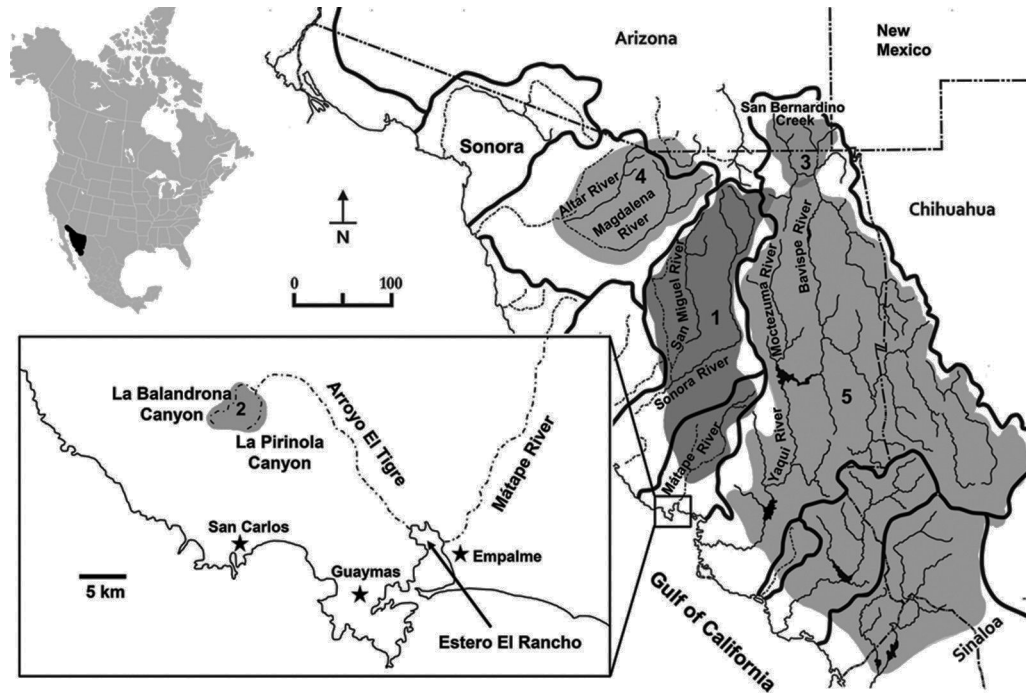 Arizona
New
Mexico
San Bernardino
Creek
Sonora
3
4
Altar River
Magdalena
River
Chihuahua
N
0
100
San Miguel River
1
Moctezuma River
Bavispe River
Sonora River
5
Yaqui River
Mátape River
La Balandrona
Canyon
2
La Pirinola
Canyon
Arroyo El Tigre
Mátape River
San Carlos
Guaymas
Empalme
5 km
Estero El Rancho
Gulf of California
Sinaloa